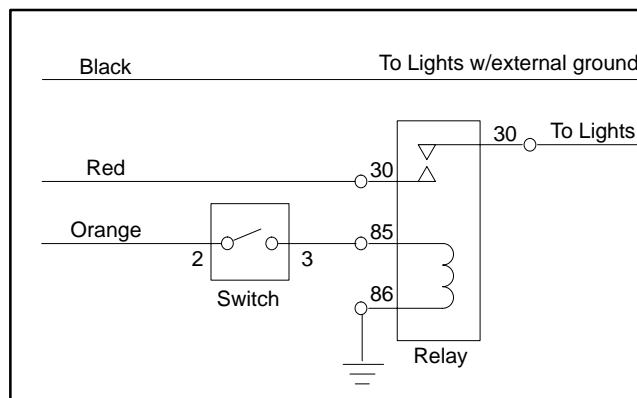 Black
To Lights w/external ground
30
To Lights
Red
30
Orange
2
3
85
Switch
86
Relay